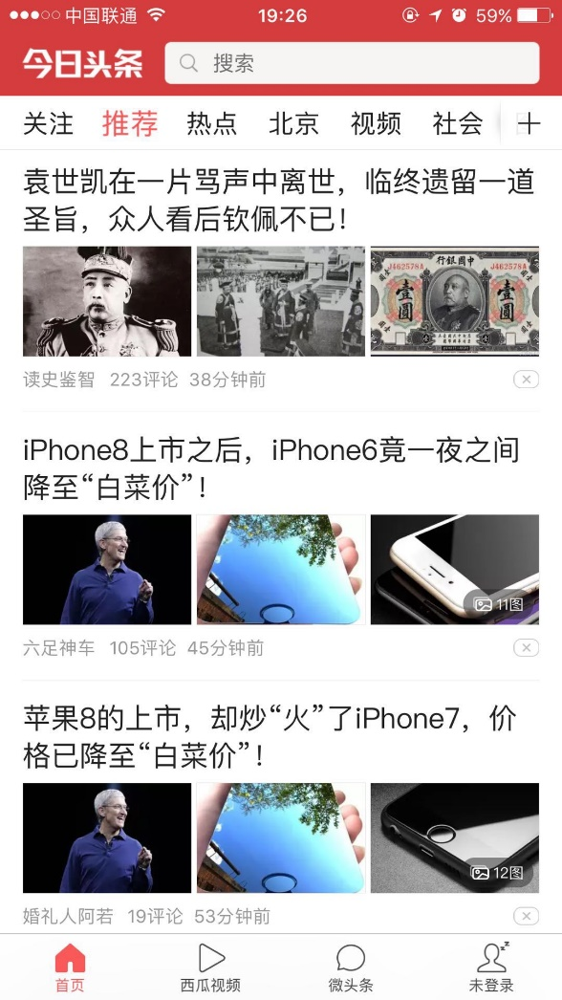 中国联通
19:26
59%
今日头条
搜索
关注 推荐 热点 北京 视频 社会
袁世凯在一片骂声中离世，临终遗留一道
圣旨，众人看后钦佩不已！
行銀國中
J462578A
J462578A
壹圓
壹圓
读史鉴智 223评论 38分钟前
iPhone8上市之后，iPhone6竟一夜之间
降至“白菜价”！
11图
六足神车 105评论 45分钟前
苹果8的上市，却炒“火”了iPhone7，价
格已降至“白菜价”！
12图
婚礼人阿若 19评论 53分钟前
首页 西瓜视频 微头条 未登录